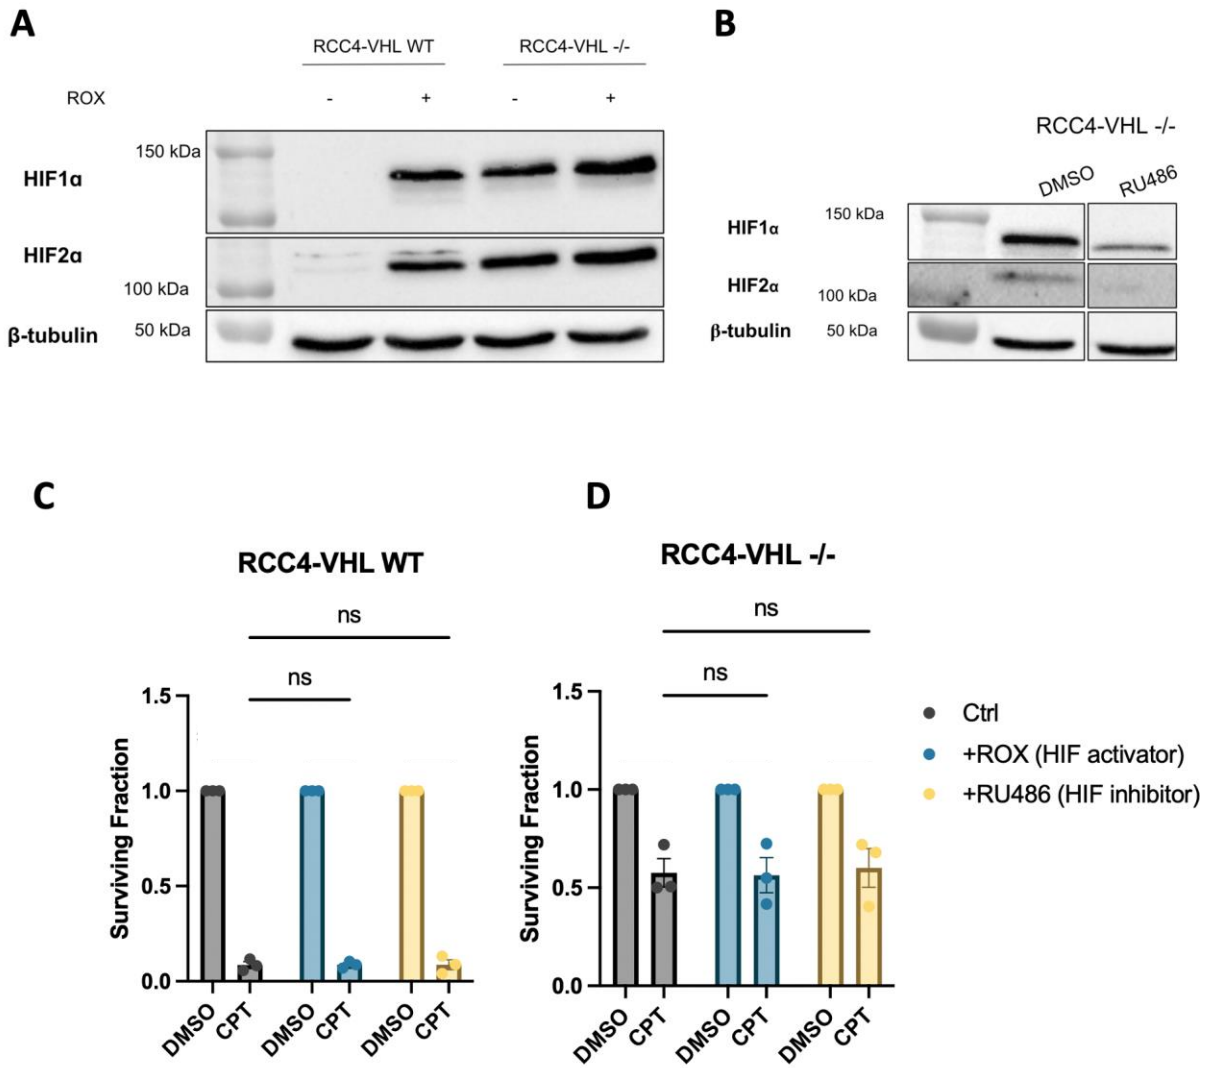 A
RCC4-VHL WT RCC4-VHL -/-
ROX - + - +
150 kDa
HIF1α
HIF2α
100 kDa
β-tubulin 50 kDa
B
RCC4-VHL -/-
DMSO RU486
150 kDa
HIF1α
HIF2α
100 kDa
β-tubulin 50 kDa
C
RCC4-VHL WT
ns
ns
Surviving Fraction
1.5
1.0
0.5
0.0
DMSO CPT DMSO CPT DMSO CPT
D
RCC4-VHL -/-
ns
ns
Surviving Fraction
1.5
1.0
0.5
0.0
DMSO CPT DMSO CPT DMSO CPT
Ctrl
+ROX (HIF activator)
+RU486 (HIF inhibitor)